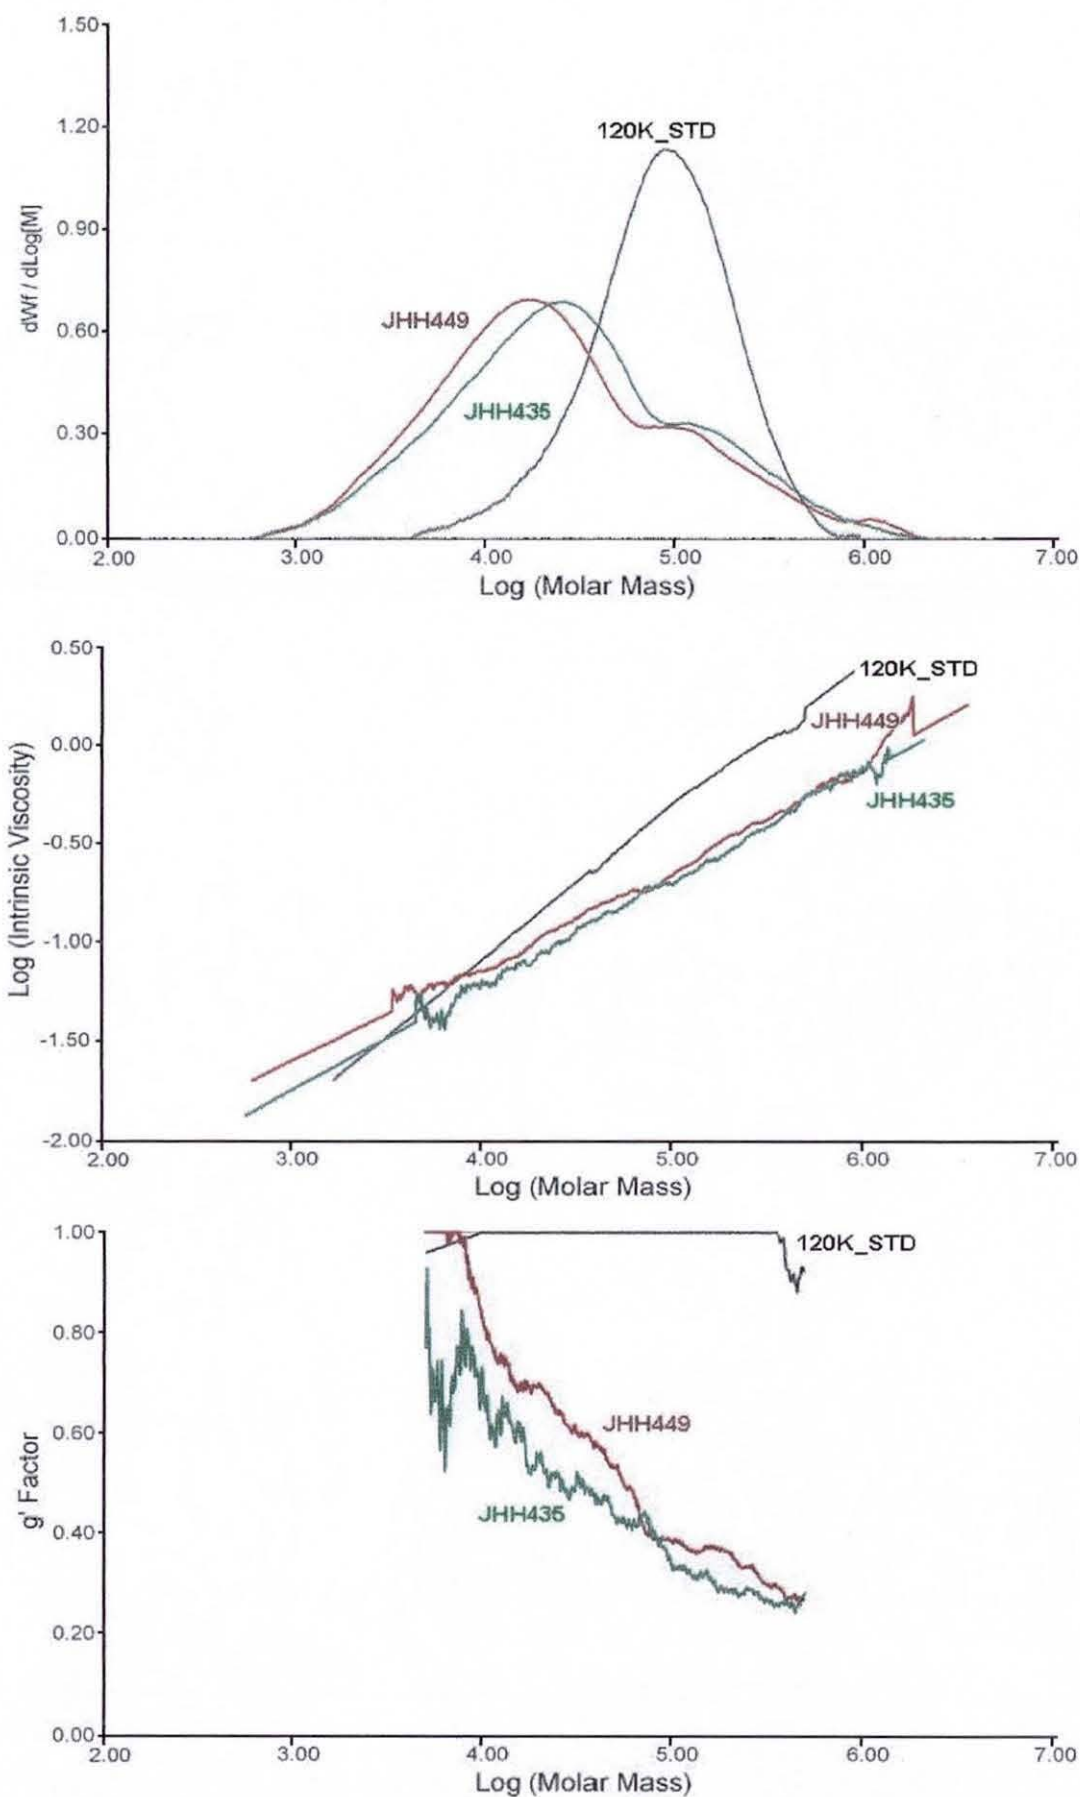 1.50
1.20
0.90
0.60
0.30
0.00
dWf / dLog[M]
120K_STD
JHH449
JHH435
2.00 3.00 4.00 5.00 6.00 7.00
Log (Molar Mass)
0.50
0.00
-0.50
-1.00
-1.50
-2.00
Log (Intrinsic Viscosity)
120K_STD
JHH449
JHH435
2.00 3.00 4.00 5.00 6.00 7.00
Log (Molar Mass)
1.00
0.80
0.60
0.40
0.20
0.00
g' Factor
120K_STD
JHH449
JHH435
2.00 3.00 4.00 5.00 6.00 7.00
Log (Molar Mass)